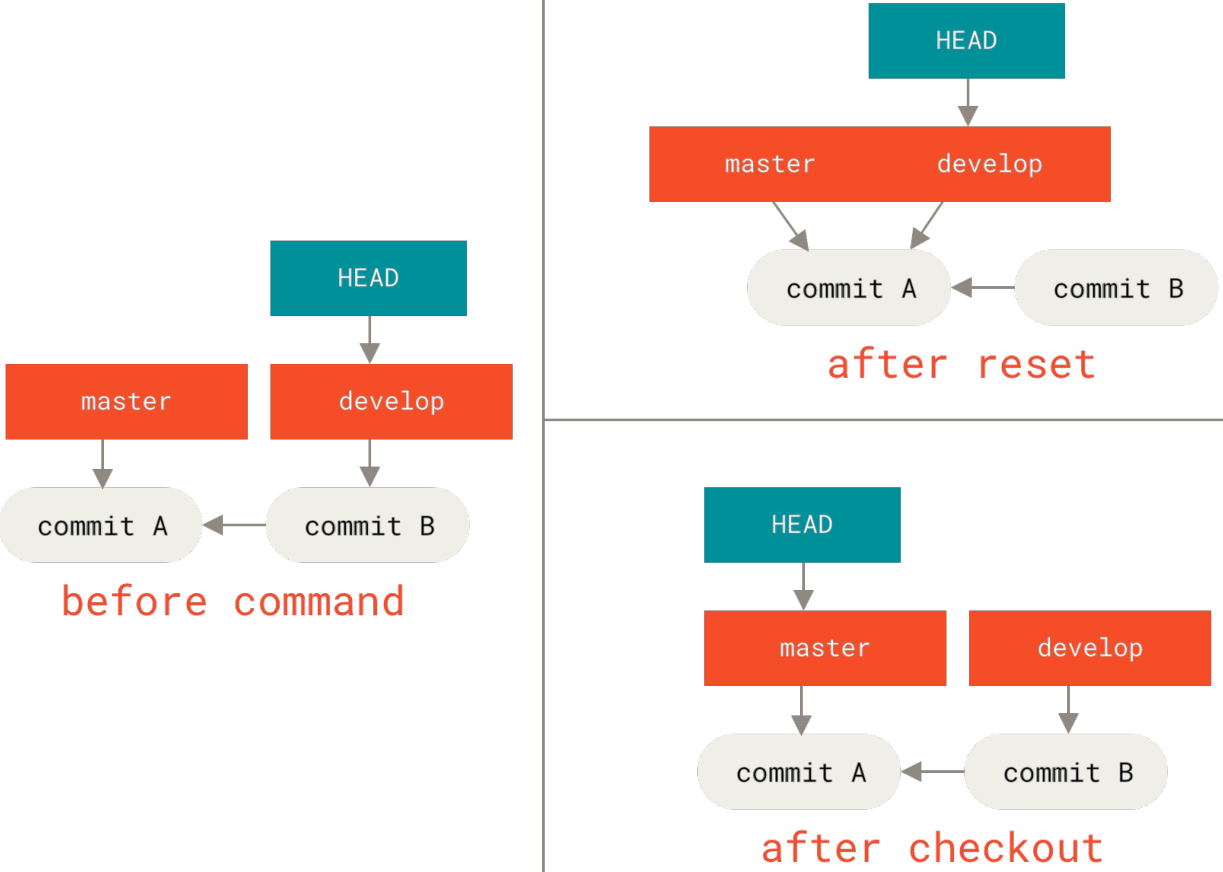 HEAD
master develop
commit A commit B
before command
HEAD
master develop
commit A commit B
after reset
HEAD
master develop
commit A commit B
after checkout